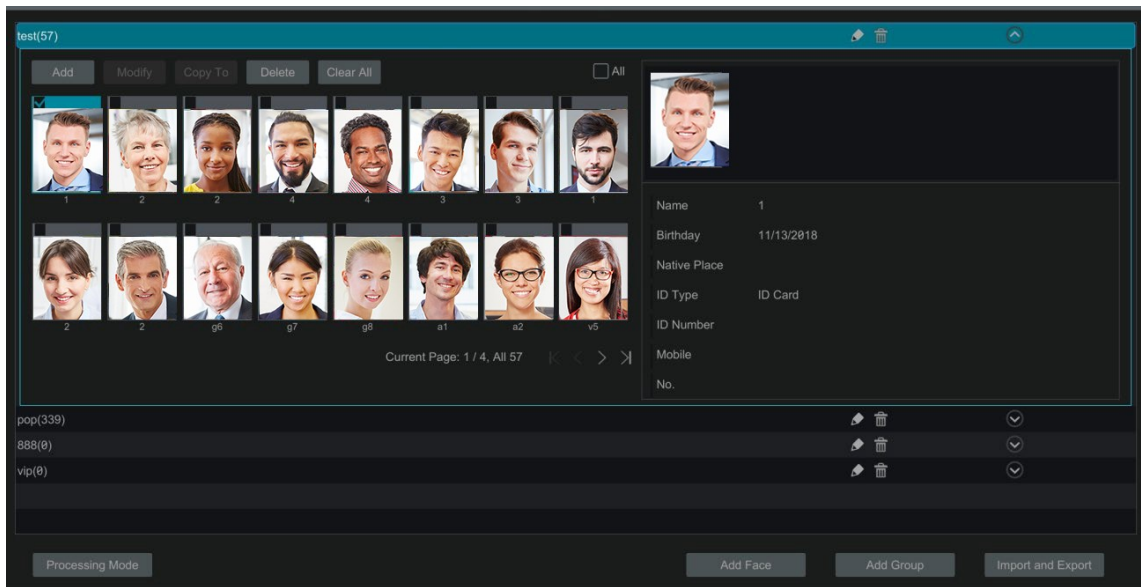 test(57)
Add Modify Copy To Delete Clear All All
1 2 2 4 4 3 3 1
2 2 g6 g7 g8 a1 a2 v5
Current Page: 1 / 4, All 57
Name 1
Birthday 11/13/2018
Native Place
ID Type ID Card
ID Number
Mobile
No.
pop(339)
888(0)
vip(0)
Processing Mode Add Face Add Group Import and Export